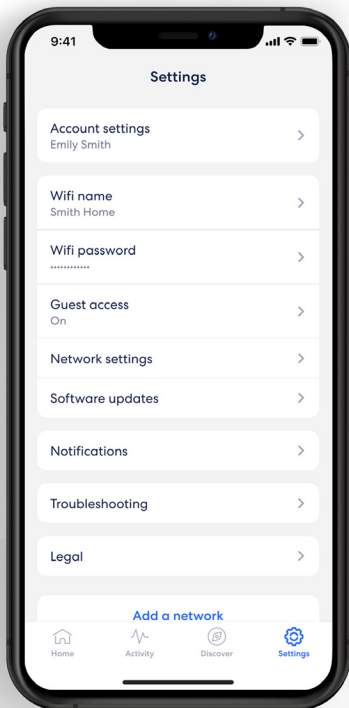 9:41
Settings
Account settings
Emily Smith
Wifi name
Smith Home
Wifi password
............
Guest access
On
Network settings
Software updates
Notifications
Troubleshooting
Legal
Add a network
Home Activity Discover Settings